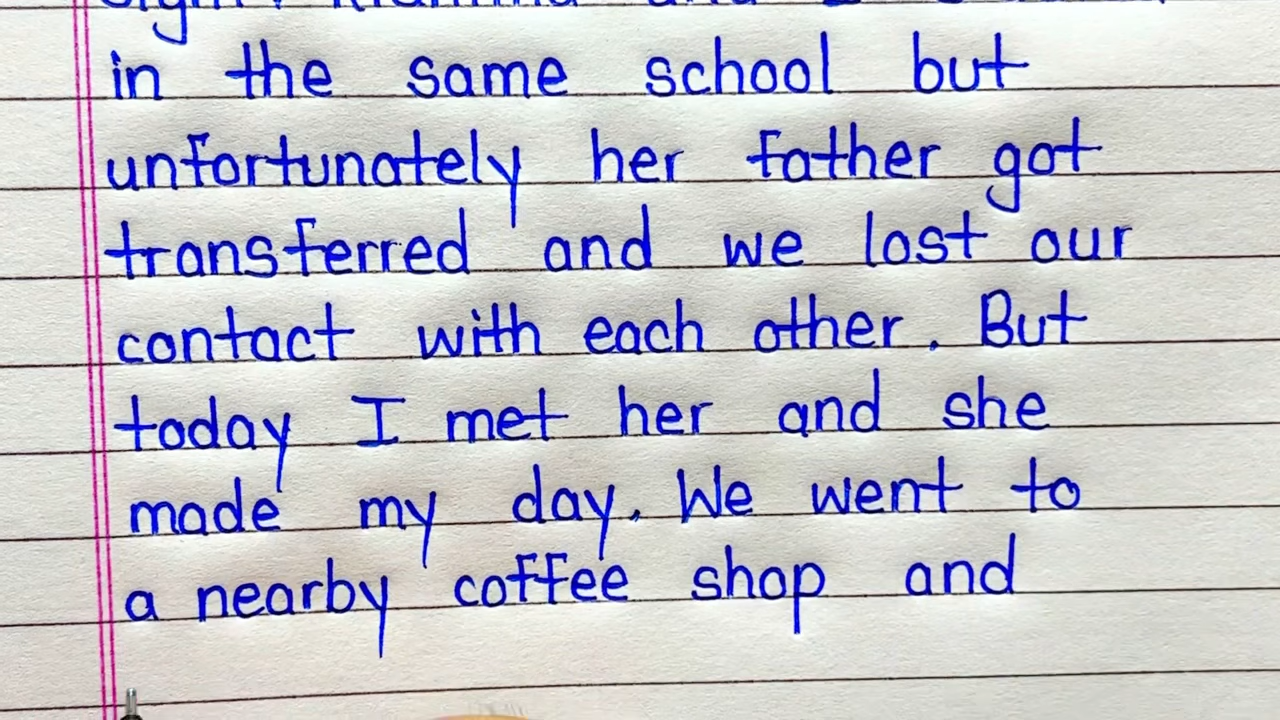 in the same school but
unfortunately her father got
transferred and we lost our
contact with each other. But
today I met her and she
made my day. We went to
a nearby coffee shop and